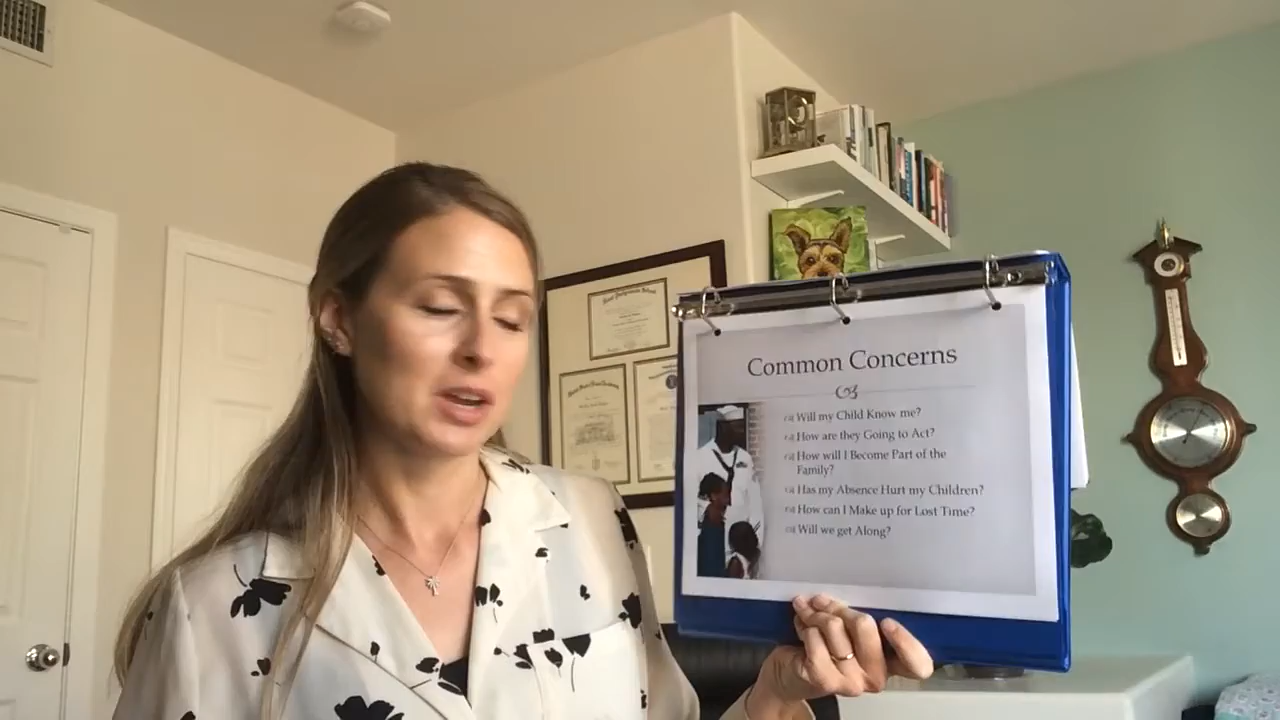 Common Concerns
Will my Child Know me?
How are they Going to Act?
How will I Become Part of the
Family?
Has my Absence Hurt my Children?
How can I Make up for Lost Time?
Will we get Along?